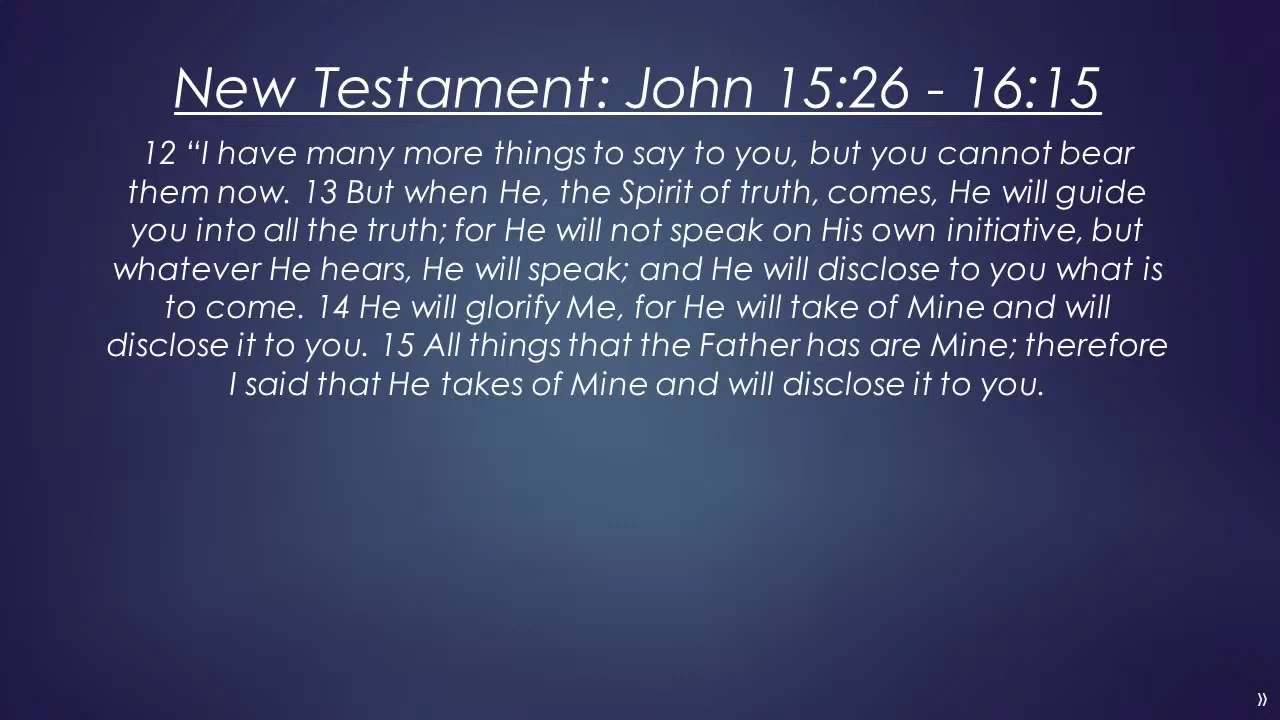 New Testament: John 15:26 - 16:15
12 “I have many more things to say to you, but you cannot bear
them now. 13 But when He, the Spirit of truth, comes, He will guide
you into all the truth; for He will not speak on His own initiative, but
whatever He hears, He will speak; and He will disclose to you what is
to come. 14 He will glorify Me, for He will take of Mine and will
disclose it to you. 15 All things that the Father has are Mine; therefore
I said that He takes of Mine and will disclose it to you.
»